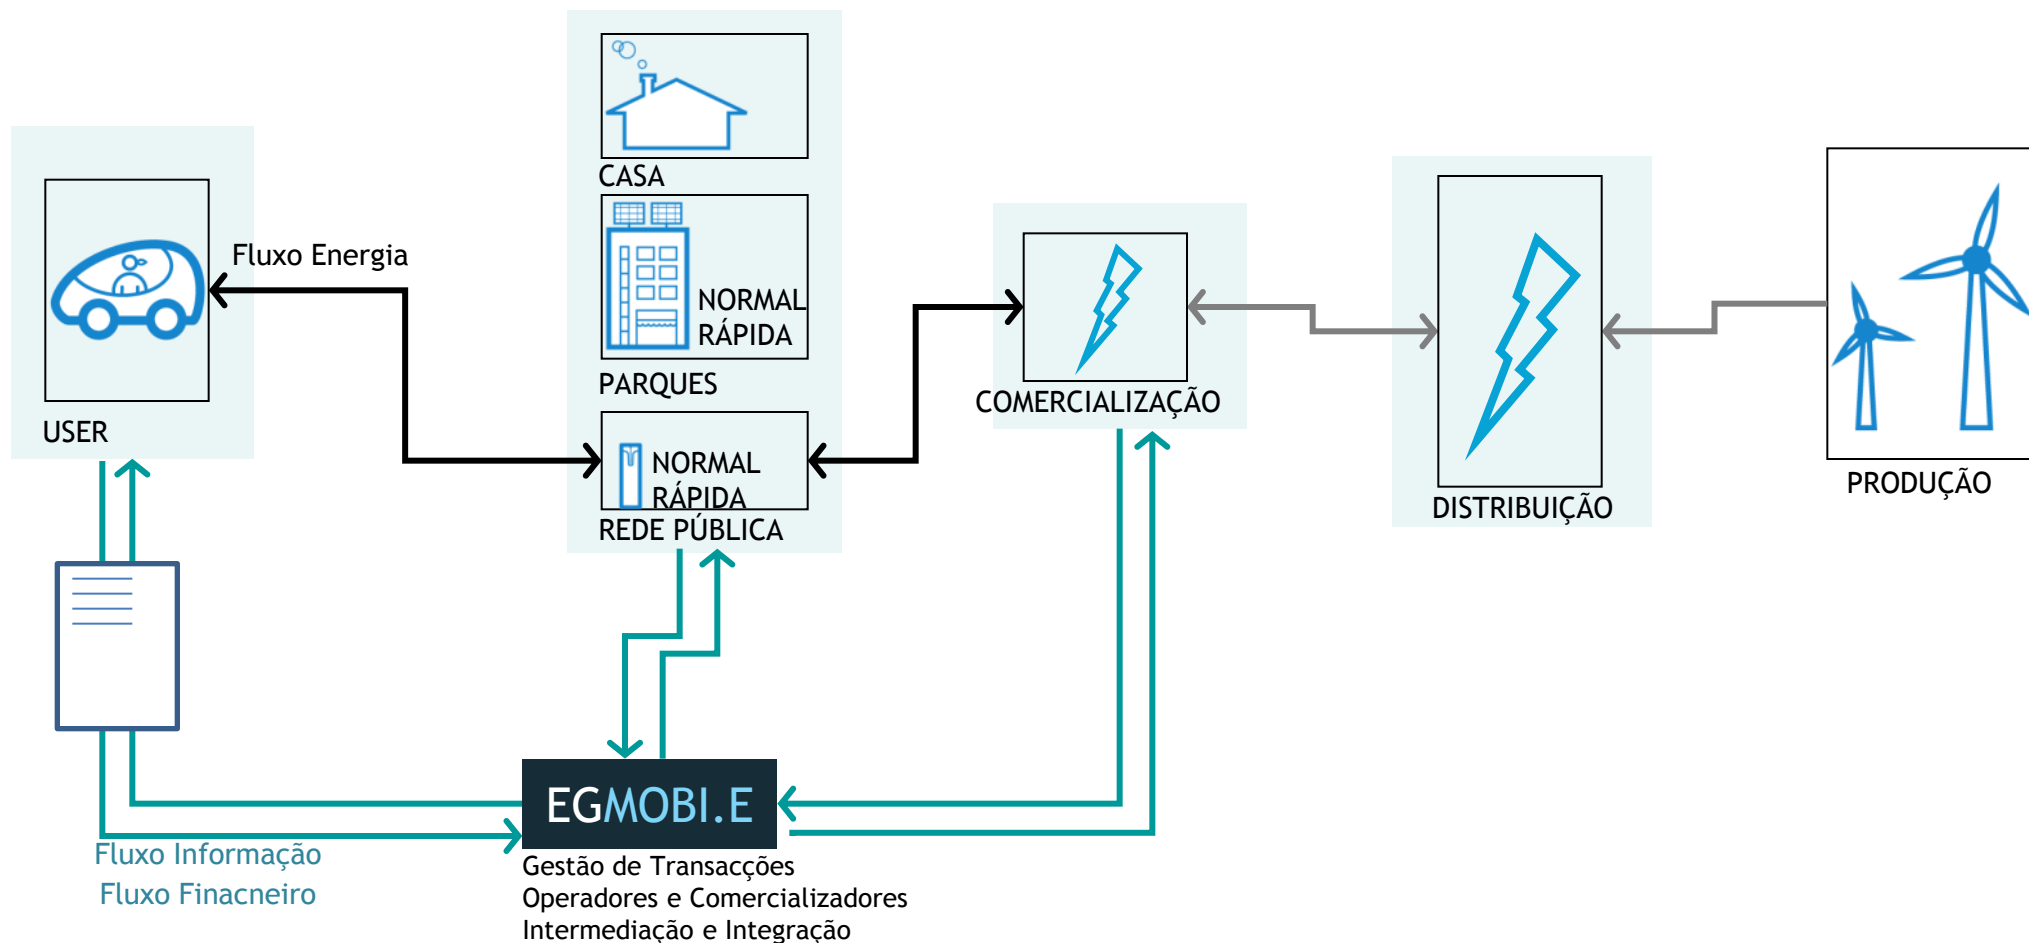 CASA
Fluxo Energia
NORMAL
RÁPIDA
PARQUES
USER
NORMAL
RÁPIDA
REDE PÚBLICA
COMERCIALIZAÇÃO
DISTRIBUIÇÃO
PRODUÇÃO
EGMOBI.E
Fluxo Informação
Fluxo Finacneiro
Gestão de Transacções
Operadores e Comercializadores
Intermediação e Integração